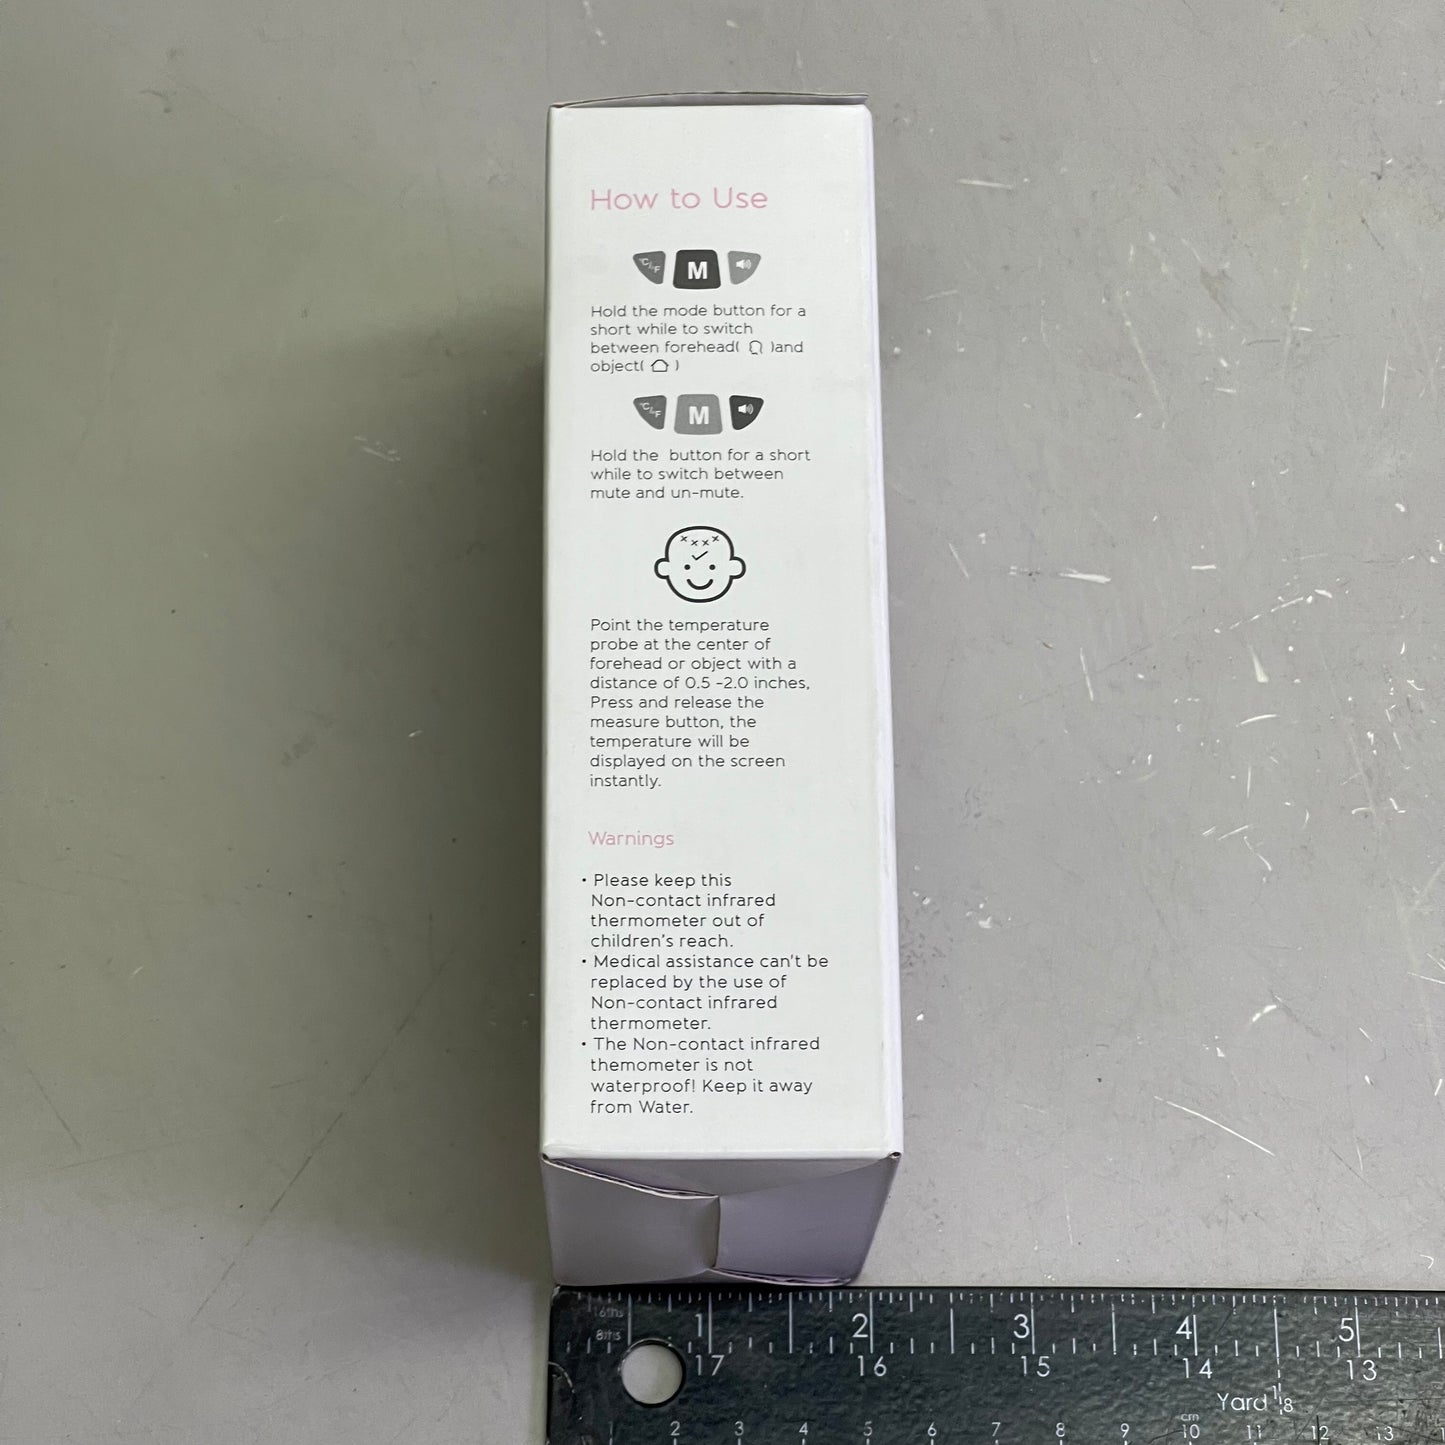 How to Use
°C/°F M
Hold the mode button for a
short while to switch
between forehead( )and
object( )
°C/°F M
Hold the button for a short
while to switch between
mute and un-mute.
Point the temperature
probe at the center of
forehead or object with a
distance of 0.5 -2.0 inches,
Press and release the
measure button, the
temperature will be
displayed on the screen
instantly.
Warnings
• Please keep this
Non-contact infrared
thermometer out of
children's reach.
• Medical assistance can't be
replaced by the use of
Non-contact infrared
thermometer.
• The Non-contact infrared
themometer is not
waterproof! Keep it away
from Water.
16ths
8ths
1 2 3 4 5
17 16 15 14 13
Yard 1/8
cm
2 3 4 5 6 7 8 9 10 11 12 13